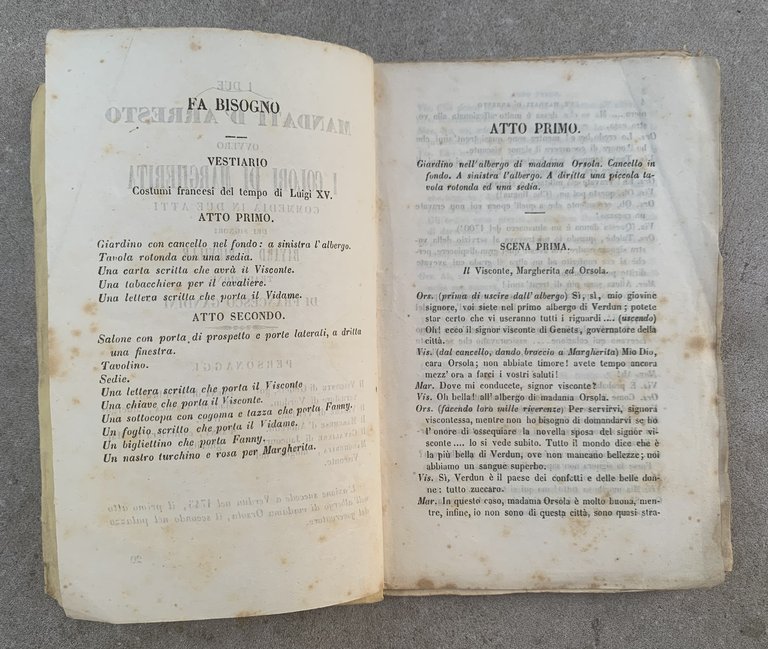 FA BISOGNO
VESTIARIO
Costumi francesi del tempo di Luigi XV.
ATTO PRIMO.
Giardino con cancello nel fondo: a sinistra l'albergo.
Tavola rotonda con una sedia.
Una carta scritta che avrà il Visconte.
Una tabacchiera per il cavaliere.
Una lettera scritta che porta il Vidame.
ATTO SECONDO.
Salone con porta di prospetto e porte laterali, a dritta
una finestra.
Tavolino.
Sedie.
Una lettera scritta che porta il Visconte
Una chiave che porta il Visconte.
Una sottocopa con cogoma e tazza che porta Fanny.
Un foglio scritto che porta il Vidame.
Un bigliettino che porta Fanny.
Un nastro turchino e rosa per Margherita.
ATTO PRIMO.
Giardino nell'albergo di madama Orsola. Cancello in
fondo. A sinistra l'albergo. A diritta una piccola ta-
vola rotonda ed una sedia.
SCENA PRIMA.
Il Visconte, Margherita ed Orsola.
Ors. (prima di uscire dall'albergo) Sì, sì, mio giovine
signore, voi siete nel primo albergo di Verdun; potete
star certo che vi useranno tutti i riguardi.... (uscendo)
Oh! ecco il signor visconte di Genets, governatore della
città.
Vis. (dal cancello, dando braccio a Margherita) Mio Dio,
cara Orsola; non abbiate timore! avete tempo ancora
mezz'ora a farci i vostri saluti!
Mar. Dove mi conducete, signor visconte?
Vis. Oh bella! all'albergo di madama Orsola.
Ors. (facendo loro mille riverenze) Per servirvi, signora
viscontessa, mentre non ho bisogno di domandarvi se ho
l'onore di ossequiare la novella sposa del signor vi-
sconte.... lo si vede subito. Tutto il mondo dice che è
la più bella di Verdun, ove non mancano bellezze; noi
abbiamo un sangue superbo.
Vis. Sì, Verdun è il paese dei confetti e delle belle don-
ne: tutto zuccaro.
Mar. In questo caso, madama Orsola è molto buona, men-
tre, infine, io non sono di questa città, sono quasi stra-